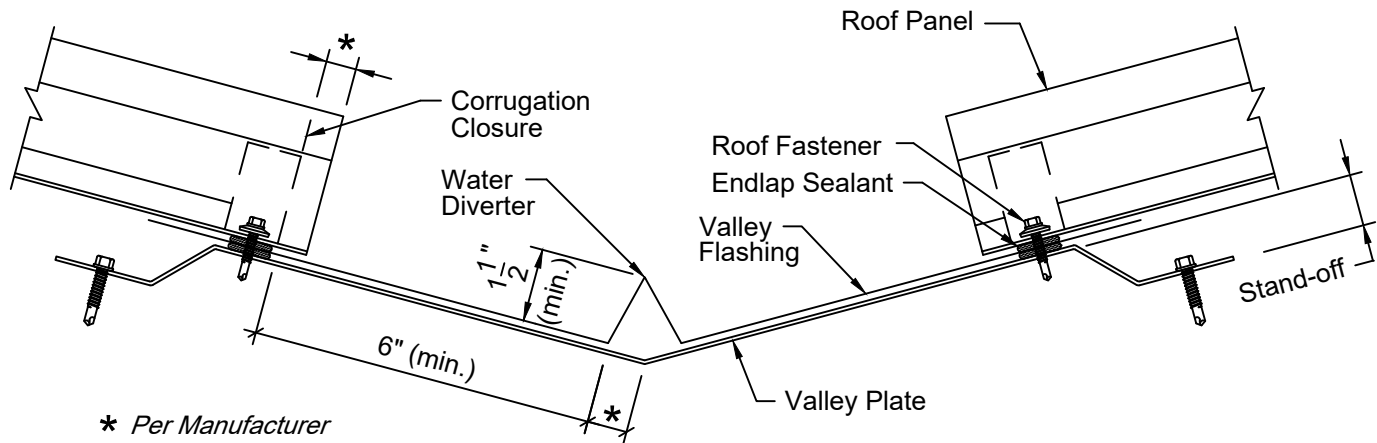 *
Roof Panel
Corrugation
Closure
Roof Fastener
Endlap Sealant
Water
Diverter
Valley
Flashing
1 1/2"
(min.)
Stand-off
6" (min.)
*
Valley Plate
* Per Manufacturer